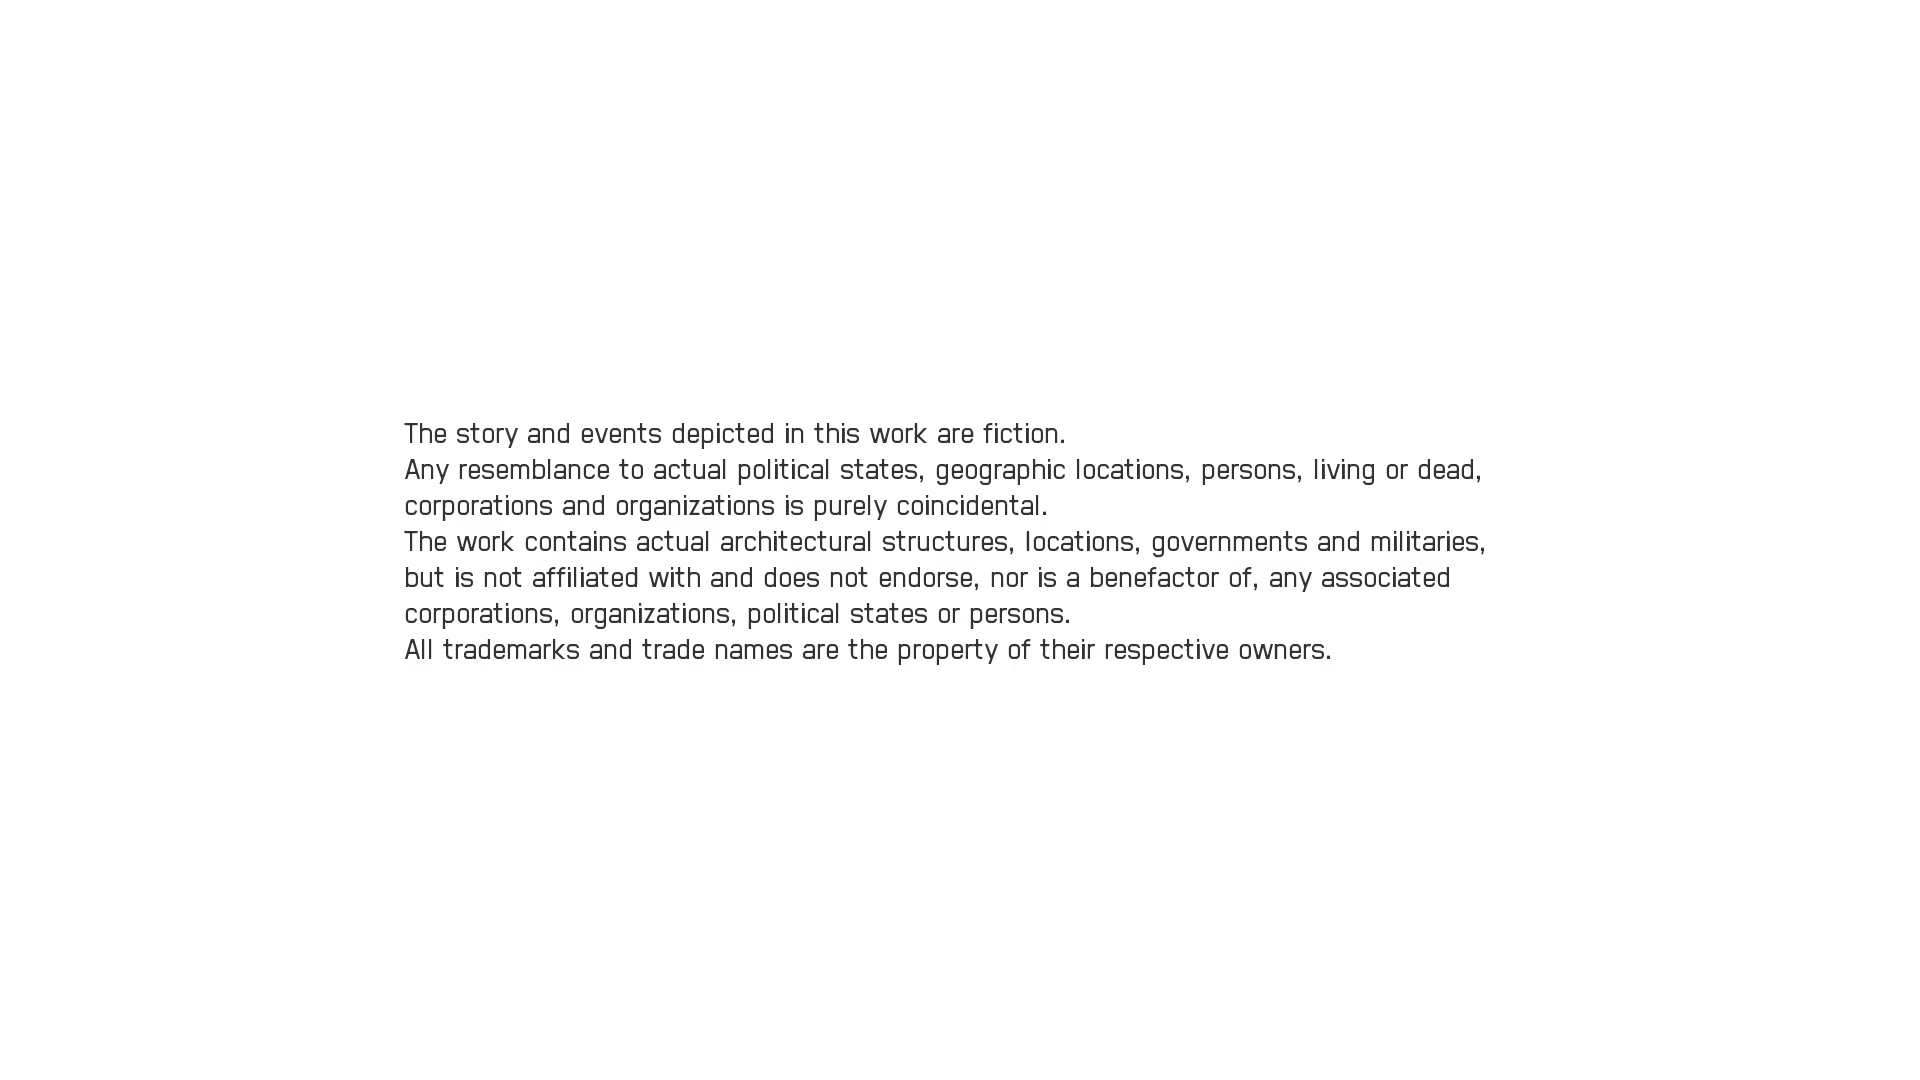 The story and events depicted in this work are fiction.
Any resemblance to actual political states, geographic locations, persons, living or dead,
corporations and organizations is purely coincidental.
The work contains actual architectural structures, locations, governments and militaries,
but is not affiliated with and does not endorse, nor is a benefactor of, any associated
corporations, organizations, political states or persons.
All trademarks and trade names are the property of their respective owners.